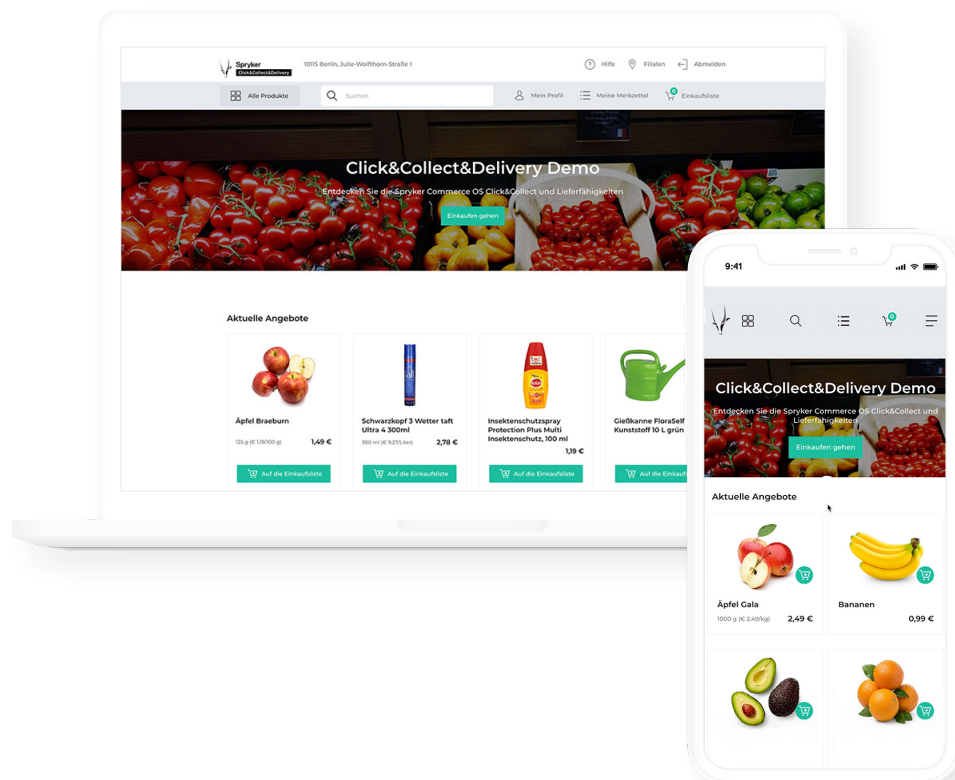 Spryker
Click&Collect&Delivery
10115 Berlin, Julie-Wolfthorn-Straße 1
Hilfe
Filialen
Abmelden
Alle Produkte
Suchen
Mein Profil
Meine Merkzettel
0
Einkaufsliste
Click&Collect&Delivery Demo
Entdecken Sie die Spryker Commerce OS Click&Collect und Lieferfähigkeiten
Einkaufen gehen
Aktuelle Angebote
Äpfel Braeburn
125 g (€ 1,19/100 g)
1,49 €
Auf die Einkaufsliste
Schwarzkopf 3 Wetter taft
Ultra 4 300ml
300 ml (€ 9,27/Liter)
2,78 €
Auf die Einkaufsliste
Insektenschutzspray
Protection Plus Multi
Insektenschutz, 100 ml
1,19 €
Auf die Einkaufsliste
Gießkanne FloraSelf
Kunststoff 10 L grün
Auf die Einkaufs
9:41
0
Click&Collect&Delivery Demo
Entdecken Sie die Spryker Commerce OS Click&Collect und
Lieferfähigkeiten
Einkaufen gehen
Aktuelle Angebote
Äpfel Gala
1000 g (€ 2,49/kg)
2,49 €
Bananen
0,99 €